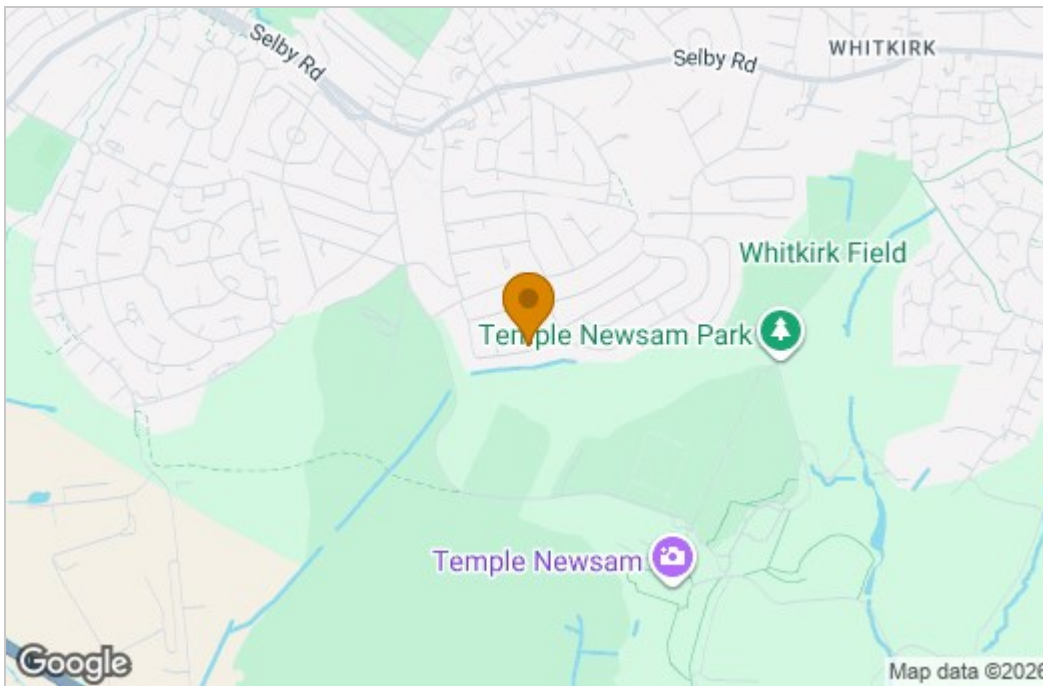 Selby Rd
Selby Rd
WHITKIRK
Whitkirk Field
Temple Newsam Park
Temple Newsam
Google
Map data ©2026